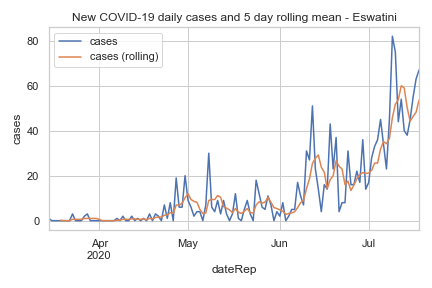 New COVID-19 daily cases and 5 day rolling mean - Eswatini
cases
cases (rolling)
80
60
40
20
0
cases
Apr
2020
May
Jun
Jul
dateRep